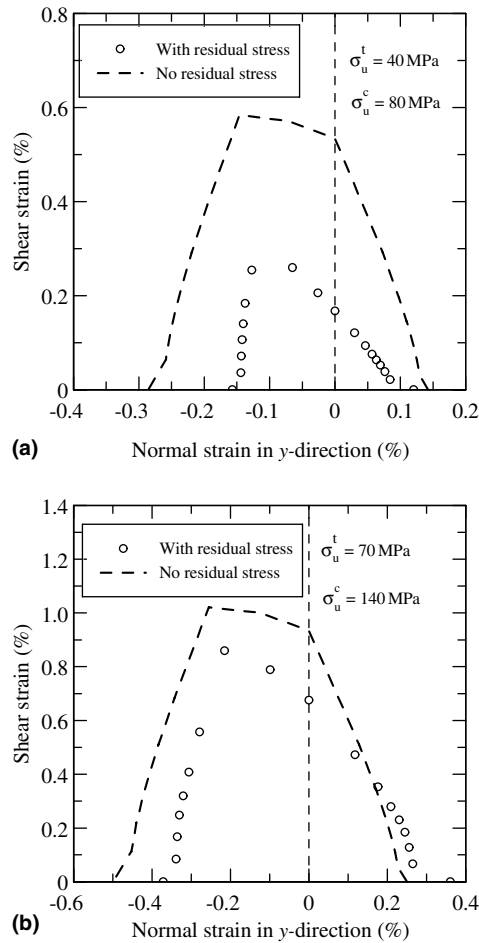 0.8
0.6
0.4
0.2
0
Shear strain (%)
With residual stress
No residual stress
σ_u^t = 40 MPa
σ_u^c = 80 MPa
-0.4 -0.3 -0.2 -0.1 0 0.1 0.2
(a) Normal strain in y-direction (%)
1.4
1.2
1.0
0.8
0.6
0.4
0.2
0
Shear strain (%)
With residual stress
No residual stress
σ_u^t = 70 MPa
σ_u^c = 140 MPa
-0.6 -0.4 -0.2 0 0.2 0.4
(b) Normal strain in y-direction (%)